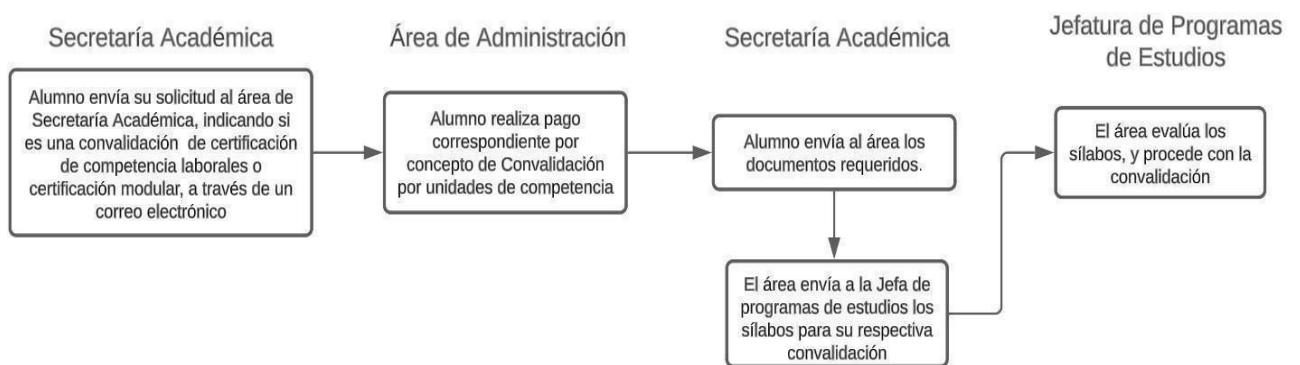 Secretaría Académica
Alumno envía su solicitud al área de
Secretaría Académica, indicando si
es una convalidación de certificación
de competencia laborales o
certificación modular, a través de un
correo electrónico
Área de Administración
Alumno realiza pago
correspondiente por
concepto de Convalidación
por unidades de competencia
Secretaría Académica
Alumno envía al área los
documentos requeridos.
El área envía a la Jefa de
programas de estudios los
sílabos para su respectiva
convalidación
Jefatura de Programas
de Estudios
El área evalúa los
sílabos, y procede con la
convalidación